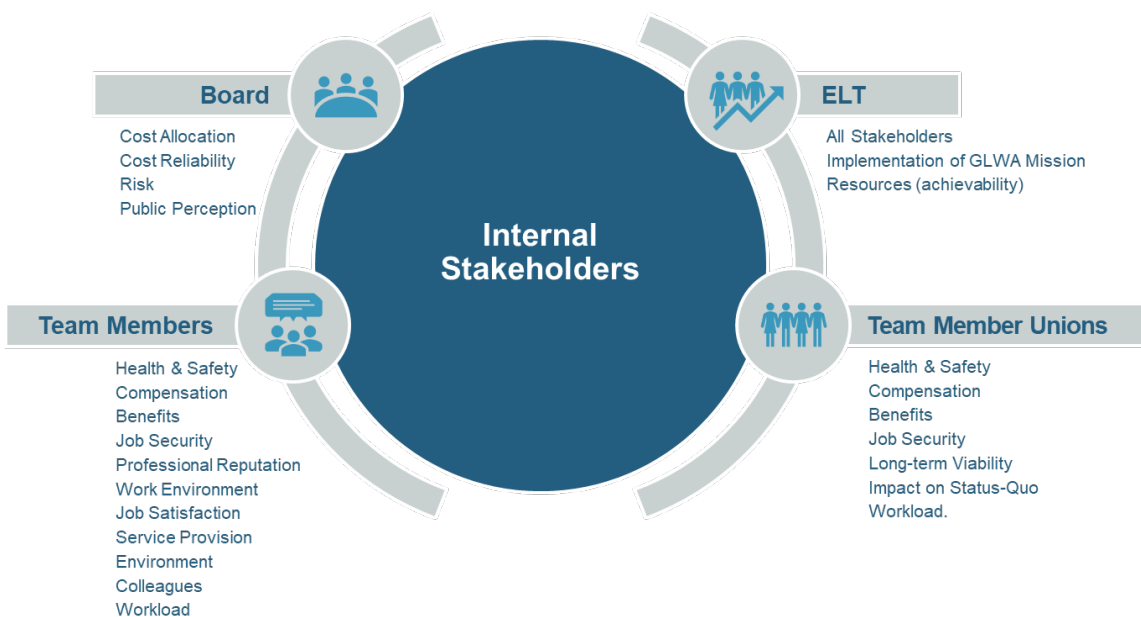 Board
Cost Allocation
Cost Reliability
Risk
Public Perception
ELT
All Stakeholders
Implementation of GLWA Mission
Resources (achievability)
Internal
Stakeholders
Team Members
Health & Safety
Compensation
Benefits
Job Security
Professional Reputation
Work Environment
Job Satisfaction
Service Provision
Environment
Colleagues
Workload
Team Member Unions
Health & Safety
Compensation
Benefits
Job Security
Long-term Viability
Impact on Status-Quo
Workload.